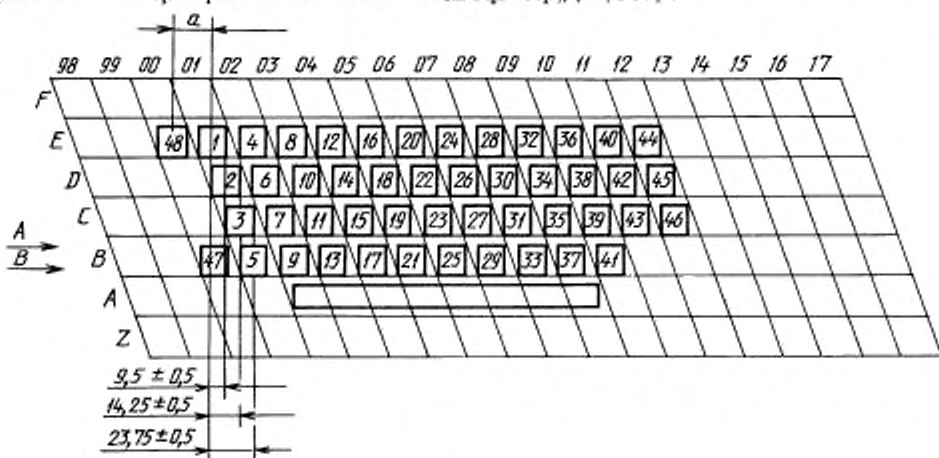 a
98 99 00 01 02 03 04 05 06 07 08 09 10 11 12 13 14 15 16 17
F
E 48 1 4 8 12 16 20 24 28 32 36 40 44
D 2 6 10 14 18 22 26 30 34 38 42 45
C 3 7 11 15 19 23 27 31 35 39 43 46
A
B
B 47 5 9 13 17 21 25 29 33 37 41
A
Z
9,5 ± 0,5
14,25±0,5
23,75±0,5